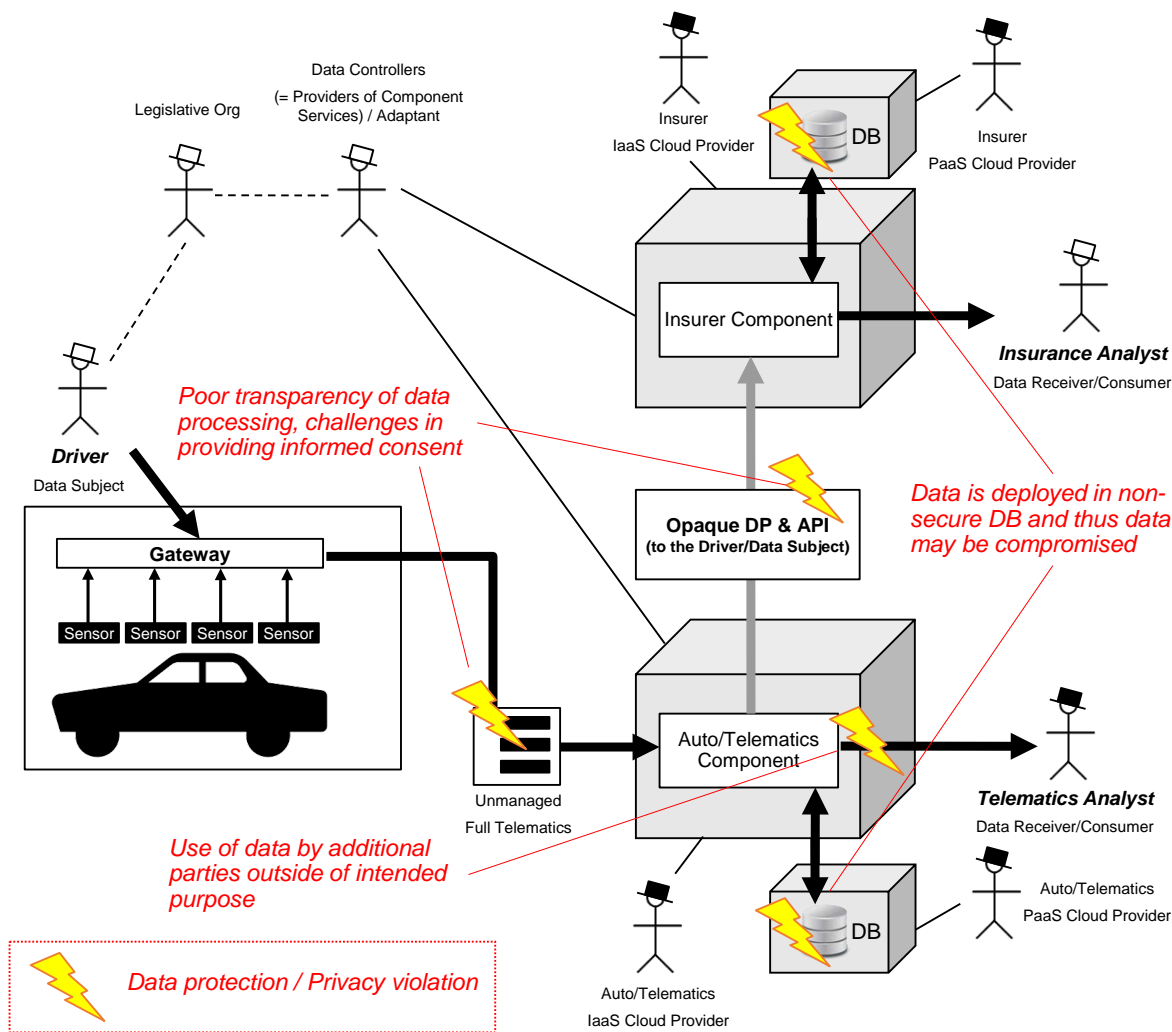 Data Controllers
(= Providers of Component
Services) / Adaptant
Legislative Org
Insurer
IaaS Cloud Provider
DB
Insurer
PaaS Cloud Provider
Insurer Component
Insurance Analyst
Data Receiver/Consumer
Driver
Data Subject
Poor transparency of data
processing, challenges in
providing informed consent
Opaque DP & API
(to the Driver/Data Subject)
Data is deployed in non-
secure DB and thus data
may be compromised
Gateway
Sensor
Sensor
Sensor
Sensor
Unmanaged
Full Telematics
Auto/Telematics
Component
Telematics Analyst
Data Receiver/Consumer
Use of data by additional
parties outside of intended
purpose
DB
Auto/Telematics
PaaS Cloud Provider
Auto/Telematics
IaaS Cloud Provider
Data protection / Privacy violation